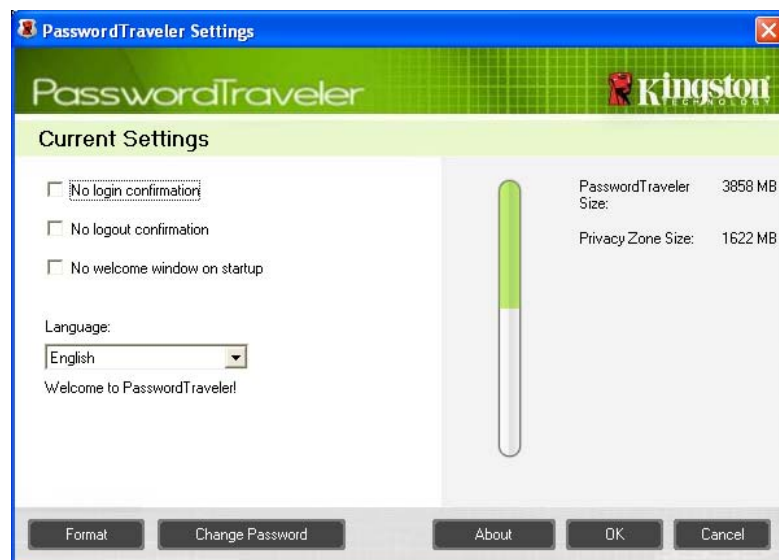 PasswordTraveler Settings
PasswordTraveler
Kingston
TECHNOLOGY
Current Settings
No login confirmation
No logout confirmation
No welcome window on startup
Language:
English
Welcome to PasswordTraveler!
PasswordTraveler Size: 3858 MB
Privacy Zone Size: 1622 MB
Format
Change Password
About
OK
Cancel